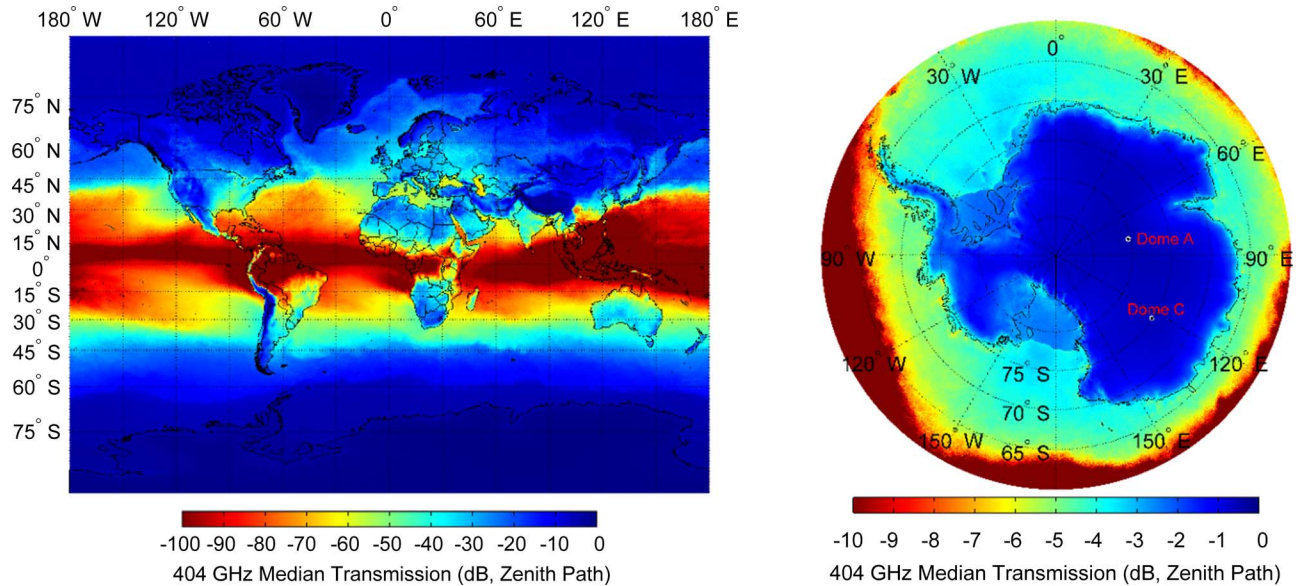 180° W 120° W 60° W 0° 60° E 120° E 180° E
75° N
60° N
45° N
30° N
15° N
0°
15° S
30° S
45° S
60° S
75° S
-100 -90 -80 -70 -60 -50 -40 -30 -20 -10 0
404 GHz Median Transmission (dB, Zenith Path)
0°
30° W 30° E
60° E
Dome A
90° W 90° E
Dome C
120° W 120° E
75° S
70° S
150° W 150° E
65° S
-10 -9 -8 -7 -6 -5 -4 -3 -2 -1 0
404 GHz Median Transmission (dB, Zenith Path)